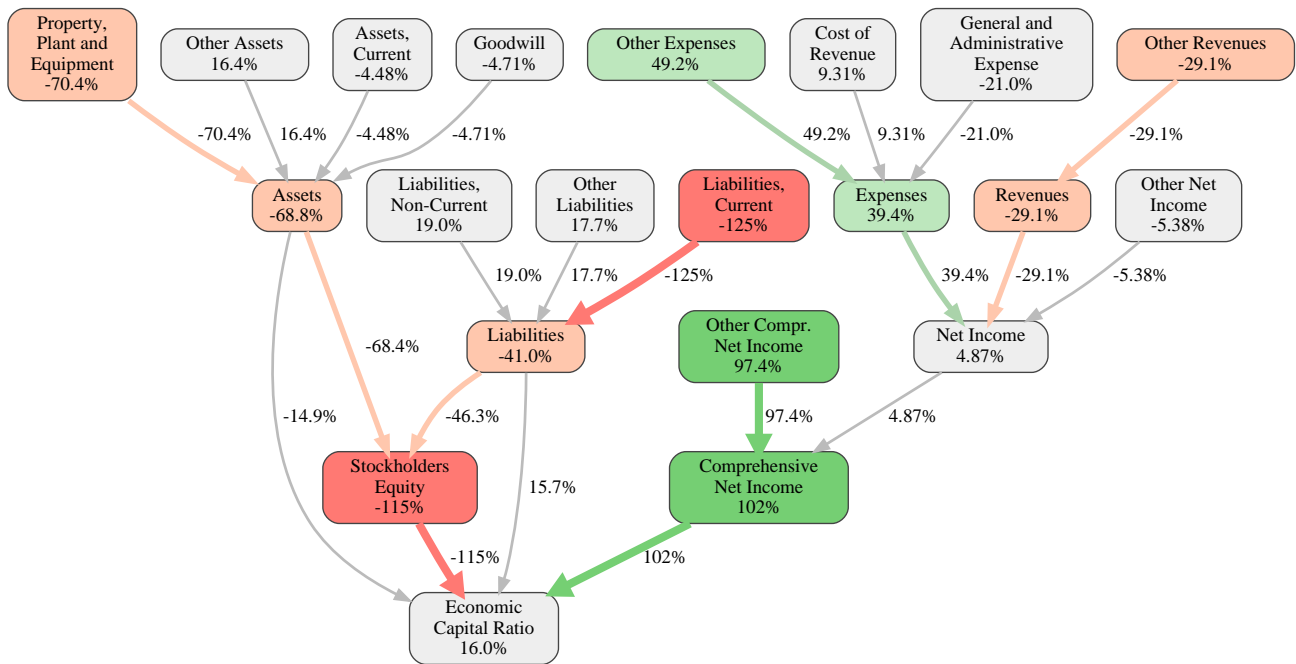 Property,
Plant and
Equipment
-70.4%
Other Assets
16.4%
Assets,
Current
-4.48%
Goodwill
-4.71%
Other Expenses
49.2%
Cost of
Revenue
9.31%
General and
Administrative
Expense
-21.0%
Other Revenues
-29.1%
-70.4%
16.4%
-4.48%
-4.71%
49.2%
9.31%
-21.0%
-29.1%
Assets
-68.8%
Liabilities,
Non-Current
19.0%
Other
Liabilities
17.7%
Liabilities,
Current
-125%
Expenses
39.4%
Revenues
-29.1%
Other Net
Income
-5.38%
19.0%
17.7%
-125%
39.4%
-29.1%
-5.38%
-68.4%
Liabilities
-41.0%
Other Compr.
Net Income
97.4%
Net Income
4.87%
-14.9%
-46.3%
97.4%
4.87%
Stockholders
Equity
-115%
15.7%
Comprehensive
Net Income
102%
-115%
102%
Economic
Capital Ratio
16.0%